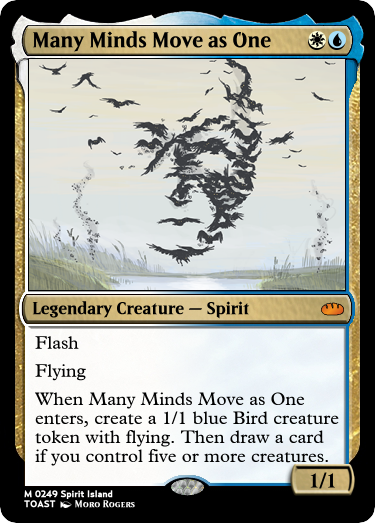 Many Minds Move as One
Legendary Creature — Spirit
Flash
Flying
When Many Minds Move as One
enters, create a 1/1 blue Bird creature
token with flying. Then draw a card
if you control five or more creatures.
1/1
M 0249 Spirit Island
TOAST Moro Rogers